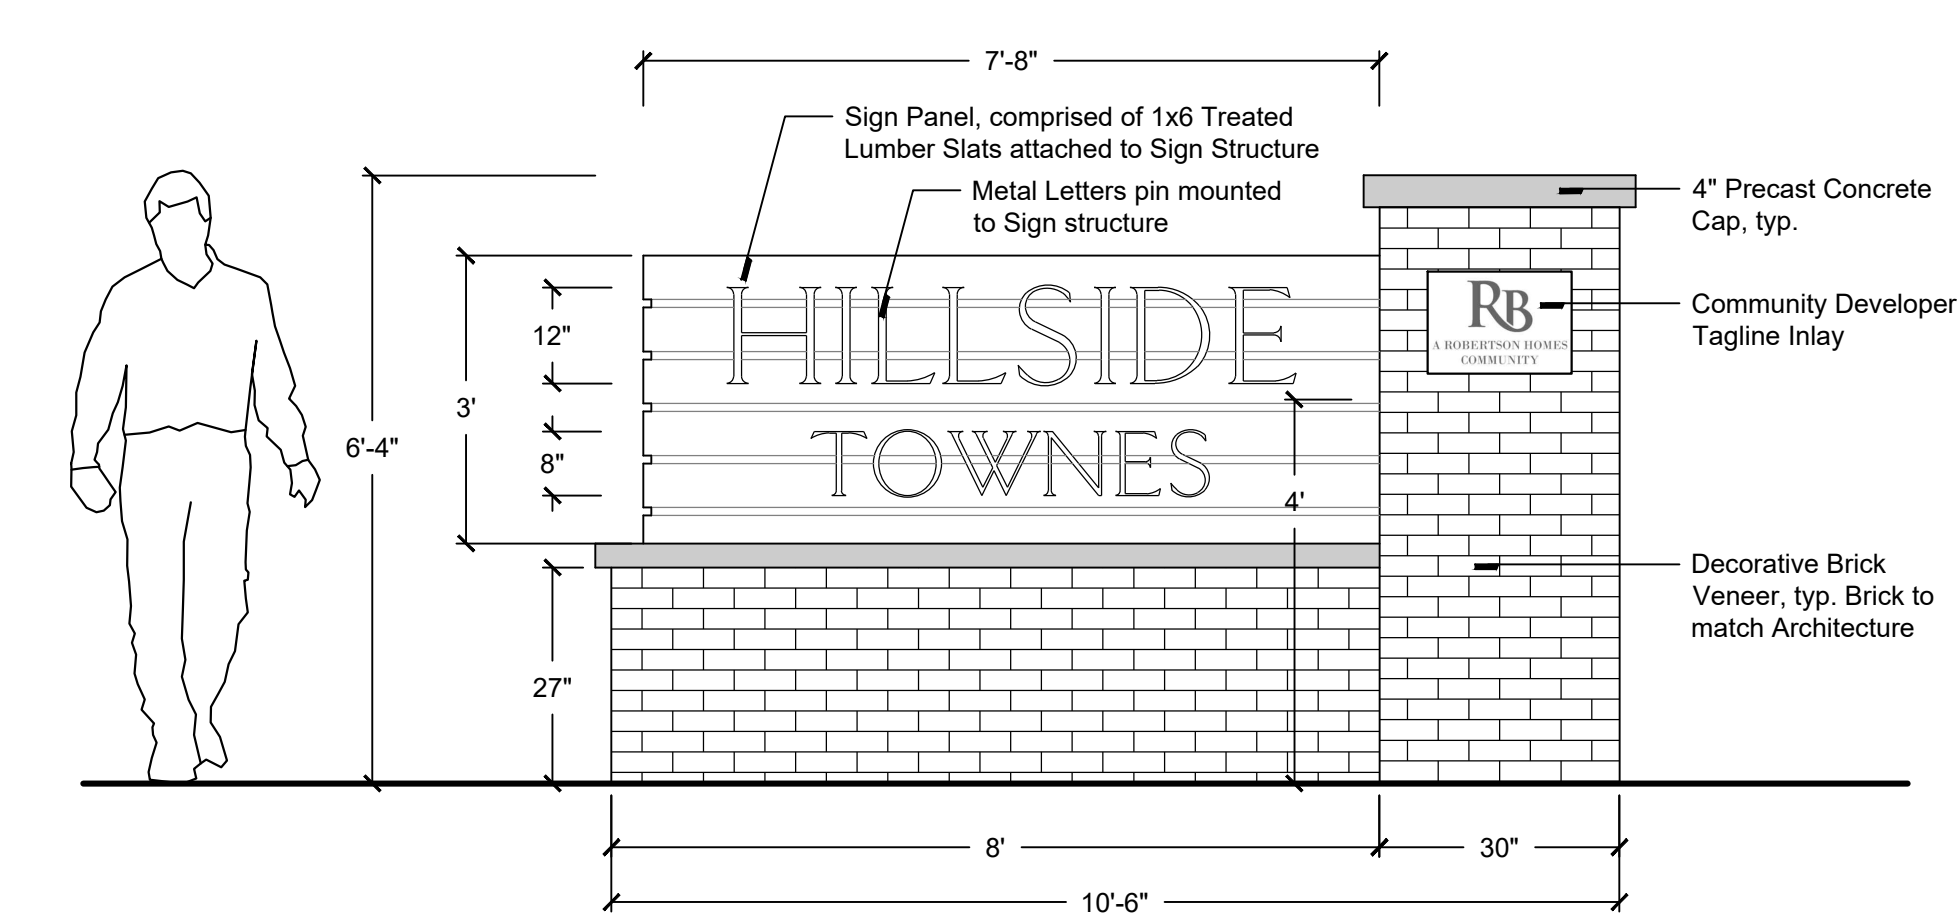 7'-8"
Sign Panel, comprised of 1x6 Treated
Lumber Slats attached to Sign Structure
Metal Letters pin mounted
to Sign structure
4" Precast Concrete
Cap, typ.
HILLSIDE
RB
A ROBERTSON HOMES
COMMUNITY
Community Developer
Tagline Inlay
12"
3'
6'-4"
TOWNES
8"
4'
Decorative Brick
Veneer, typ. Brick to
match Architecture
27"
8'
30"
10'-6"